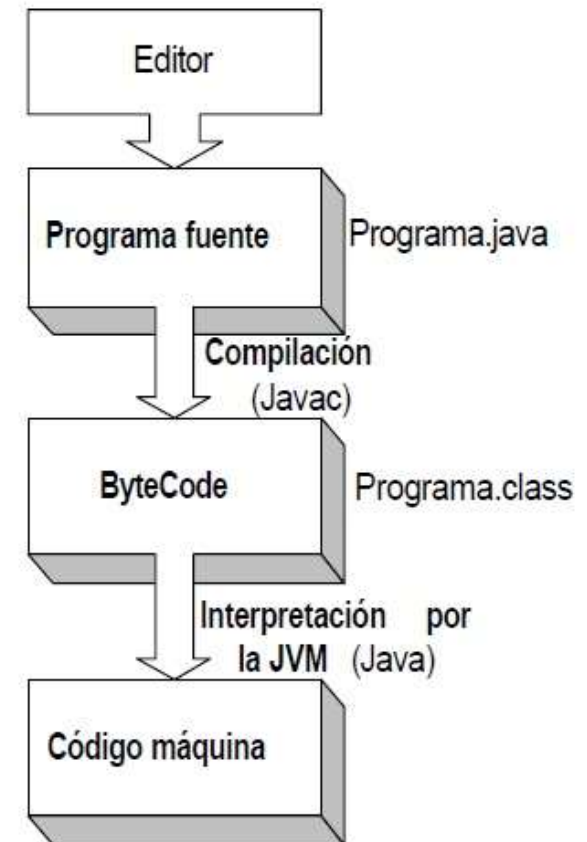 Editor
Programa fuente
Programa.java
Compilación
(Javac)
ByteCode
Programa.class
Interpretación por
la JVM (Java)
Código máquina